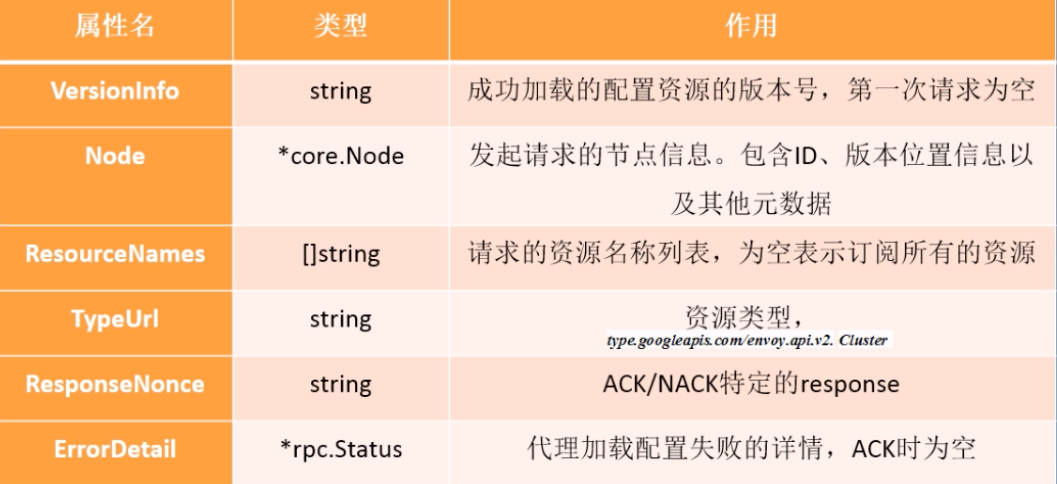 属性名 类型 作用
VersionInfo string 成功加载的配置资源的版本号，第一次请求为空
Node *core.Node 发起请求的节点信息。包含ID、版本位置信息以
及其他元数据
ResourceNames []string 请求的资源名称列表，为空表示订阅所有的资源
TypeUrl string 资源类型，
type.googleapis.com/envoy.api.v2. Cluster
ResponseNonce string ACK/NACK特定的response
ErrorDetail *rpc.Status 代理加载配置失败的详情，ACK时为空